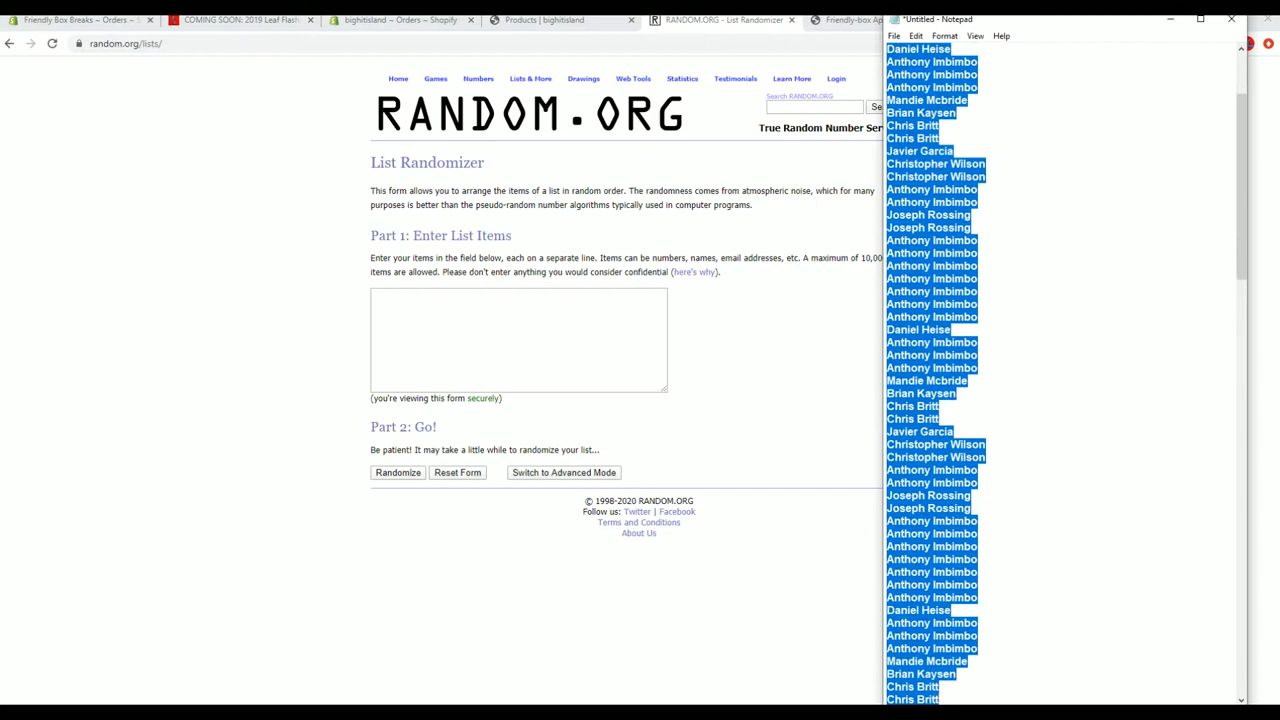 Friendly Box Breaks ~ Orders ~ S
COMING SOON: 2019 Leaf Flash
bighitisland ~ Orders ~ Shopify
Products | bighitisland
RANDOM.ORG - List Randomizer
Friendly-box Ap
*Untitled - Notepad
random.org/lists/
File Edit Format View Help
Home Games Numbers Lists & More Drawings Web Tools Statistics Testimonials Learn More Login
Search RANDOM.ORG
RANDOM.ORG
True Random Number Ser
List Randomizer
This form allows you to arrange the items of a list in random order. The randomness comes from atmospheric noise, which for many
purposes is better than the pseudo-random number algorithms typically used in computer programs.
Part 1: Enter List Items
Enter your items in the field below, each on a separate line. Items can be numbers, names, email addresses, etc. A maximum of 10,00
items are allowed. Please don't enter anything you would consider confidential (here's why).
(you're viewing this form securely)
Part 2: Go!
Be patient! It may take a little while to randomize your list...
Randomize Reset Form Switch to Advanced Mode
© 1998-2020 RANDOM.ORG
Follow us: Twitter | Facebook
Terms and Conditions
About Us
Daniel Heise
Anthony Imbimbo
Anthony Imbimbo
Anthony Imbimbo
Mandie Mcbride
Brian Kaysen
Chris Britt
Chris Britt
Javier Garcia
Christopher Wilson
Christopher Wilson
Anthony Imbimbo
Anthony Imbimbo
Joseph Rossing
Joseph Rossing
Anthony Imbimbo
Anthony Imbimbo
Anthony Imbimbo
Anthony Imbimbo
Anthony Imbimbo
Anthony Imbimbo
Anthony Imbimbo
Daniel Heise
Anthony Imbimbo
Anthony Imbimbo
Anthony Imbimbo
Mandie Mcbride
Brian Kaysen
Chris Britt
Chris Britt
Javier Garcia
Christopher Wilson
Christopher Wilson
Anthony Imbimbo
Anthony Imbimbo
Joseph Rossing
Joseph Rossing
Anthony Imbimbo
Anthony Imbimbo
Anthony Imbimbo
Anthony Imbimbo
Anthony Imbimbo
Anthony Imbimbo
Anthony Imbimbo
Daniel Heise
Anthony Imbimbo
Anthony Imbimbo
Anthony Imbimbo
Mandie Mcbride
Brian Kaysen
Chris Britt
Chris Britt